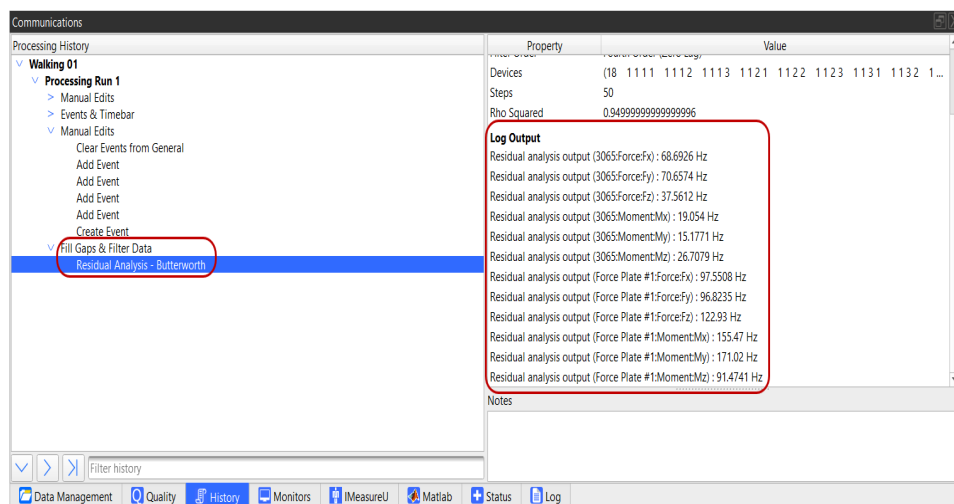 Communications
Processing History
Walking 01
Processing Run 1
Manual Edits
Events & Timebar
Manual Edits
Clear Events from General
Add Event
Add Event
Add Event
Add Event
Create Event
Fill Gaps & Filter Data
Residual Analysis - Butterworth
Filter history
Property Value
Filter Order Fourth Order (Zero Lag)
Devices (18 1111 1112 1113 1121 1122 1123 1131 1132 1...
Steps 50
Rho Squared 0.94999999999999996
Log Output
Residual analysis output (3065:Force:Fx) : 68.6926 Hz
Residual analysis output (3065:Force:Fy) : 70.6574 Hz
Residual analysis output (3065:Force:Fz) : 37.5612 Hz
Residual analysis output (3065:Moment:Mx) : 19.054 Hz
Residual analysis output (3065:Moment:My) : 15.1771 Hz
Residual analysis output (3065:Moment:Mz) : 26.7079 Hz
Residual analysis output (Force Plate #1:Force:Fx) : 97.5508 Hz
Residual analysis output (Force Plate #1:Force:Fy) : 96.8235 Hz
Residual analysis output (Force Plate #1:Force:Fz) : 122.93 Hz
Residual analysis output (Force Plate #1:Moment:Mx) : 155.47 Hz
Residual analysis output (Force Plate #1:Moment:My) : 171.02 Hz
Residual analysis output (Force Plate #1:Moment:Mz) : 91.4741 Hz
Notes
Data Management Quality History Monitors IMeasureU Matlab Status Log